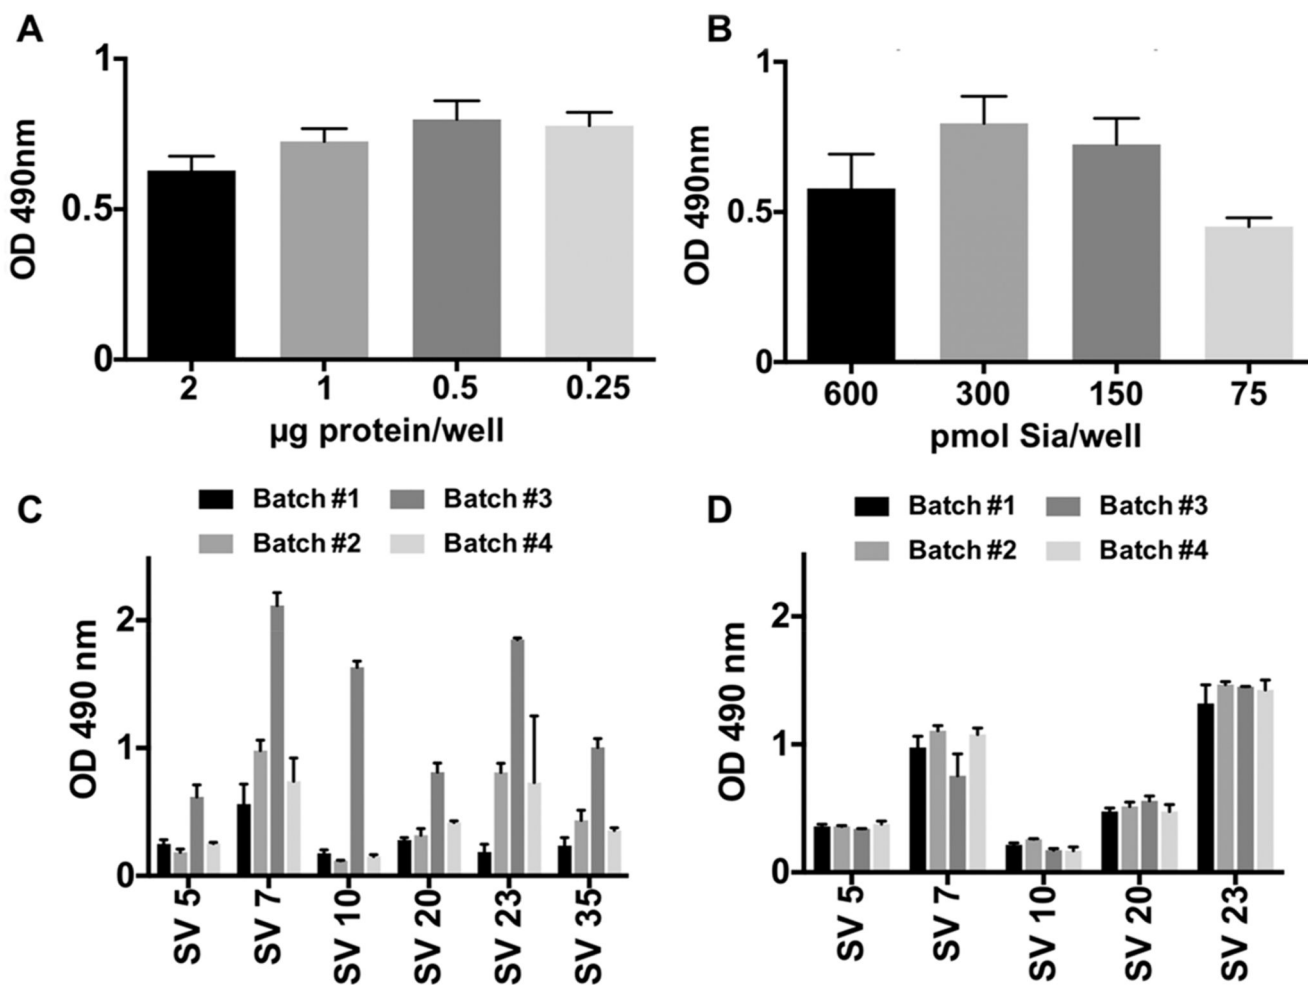 A
1
0.5
0
OD 490nm
2 1 0.5 0.25
µg protein/well
B
1
0.5
0
OD 490nm
600 300 150 75
pmol Sia/well
C
Batch #1 Batch #3
Batch #2 Batch #4
2
1
0
OD 490 nm
SV 5 SV 7 SV 10 SV 20 SV 23 SV 35
D
Batch #1 Batch #3
Batch #2 Batch #4
2
1
0
OD 490 nm
SV 5 SV 7 SV 10 SV 20 SV 23